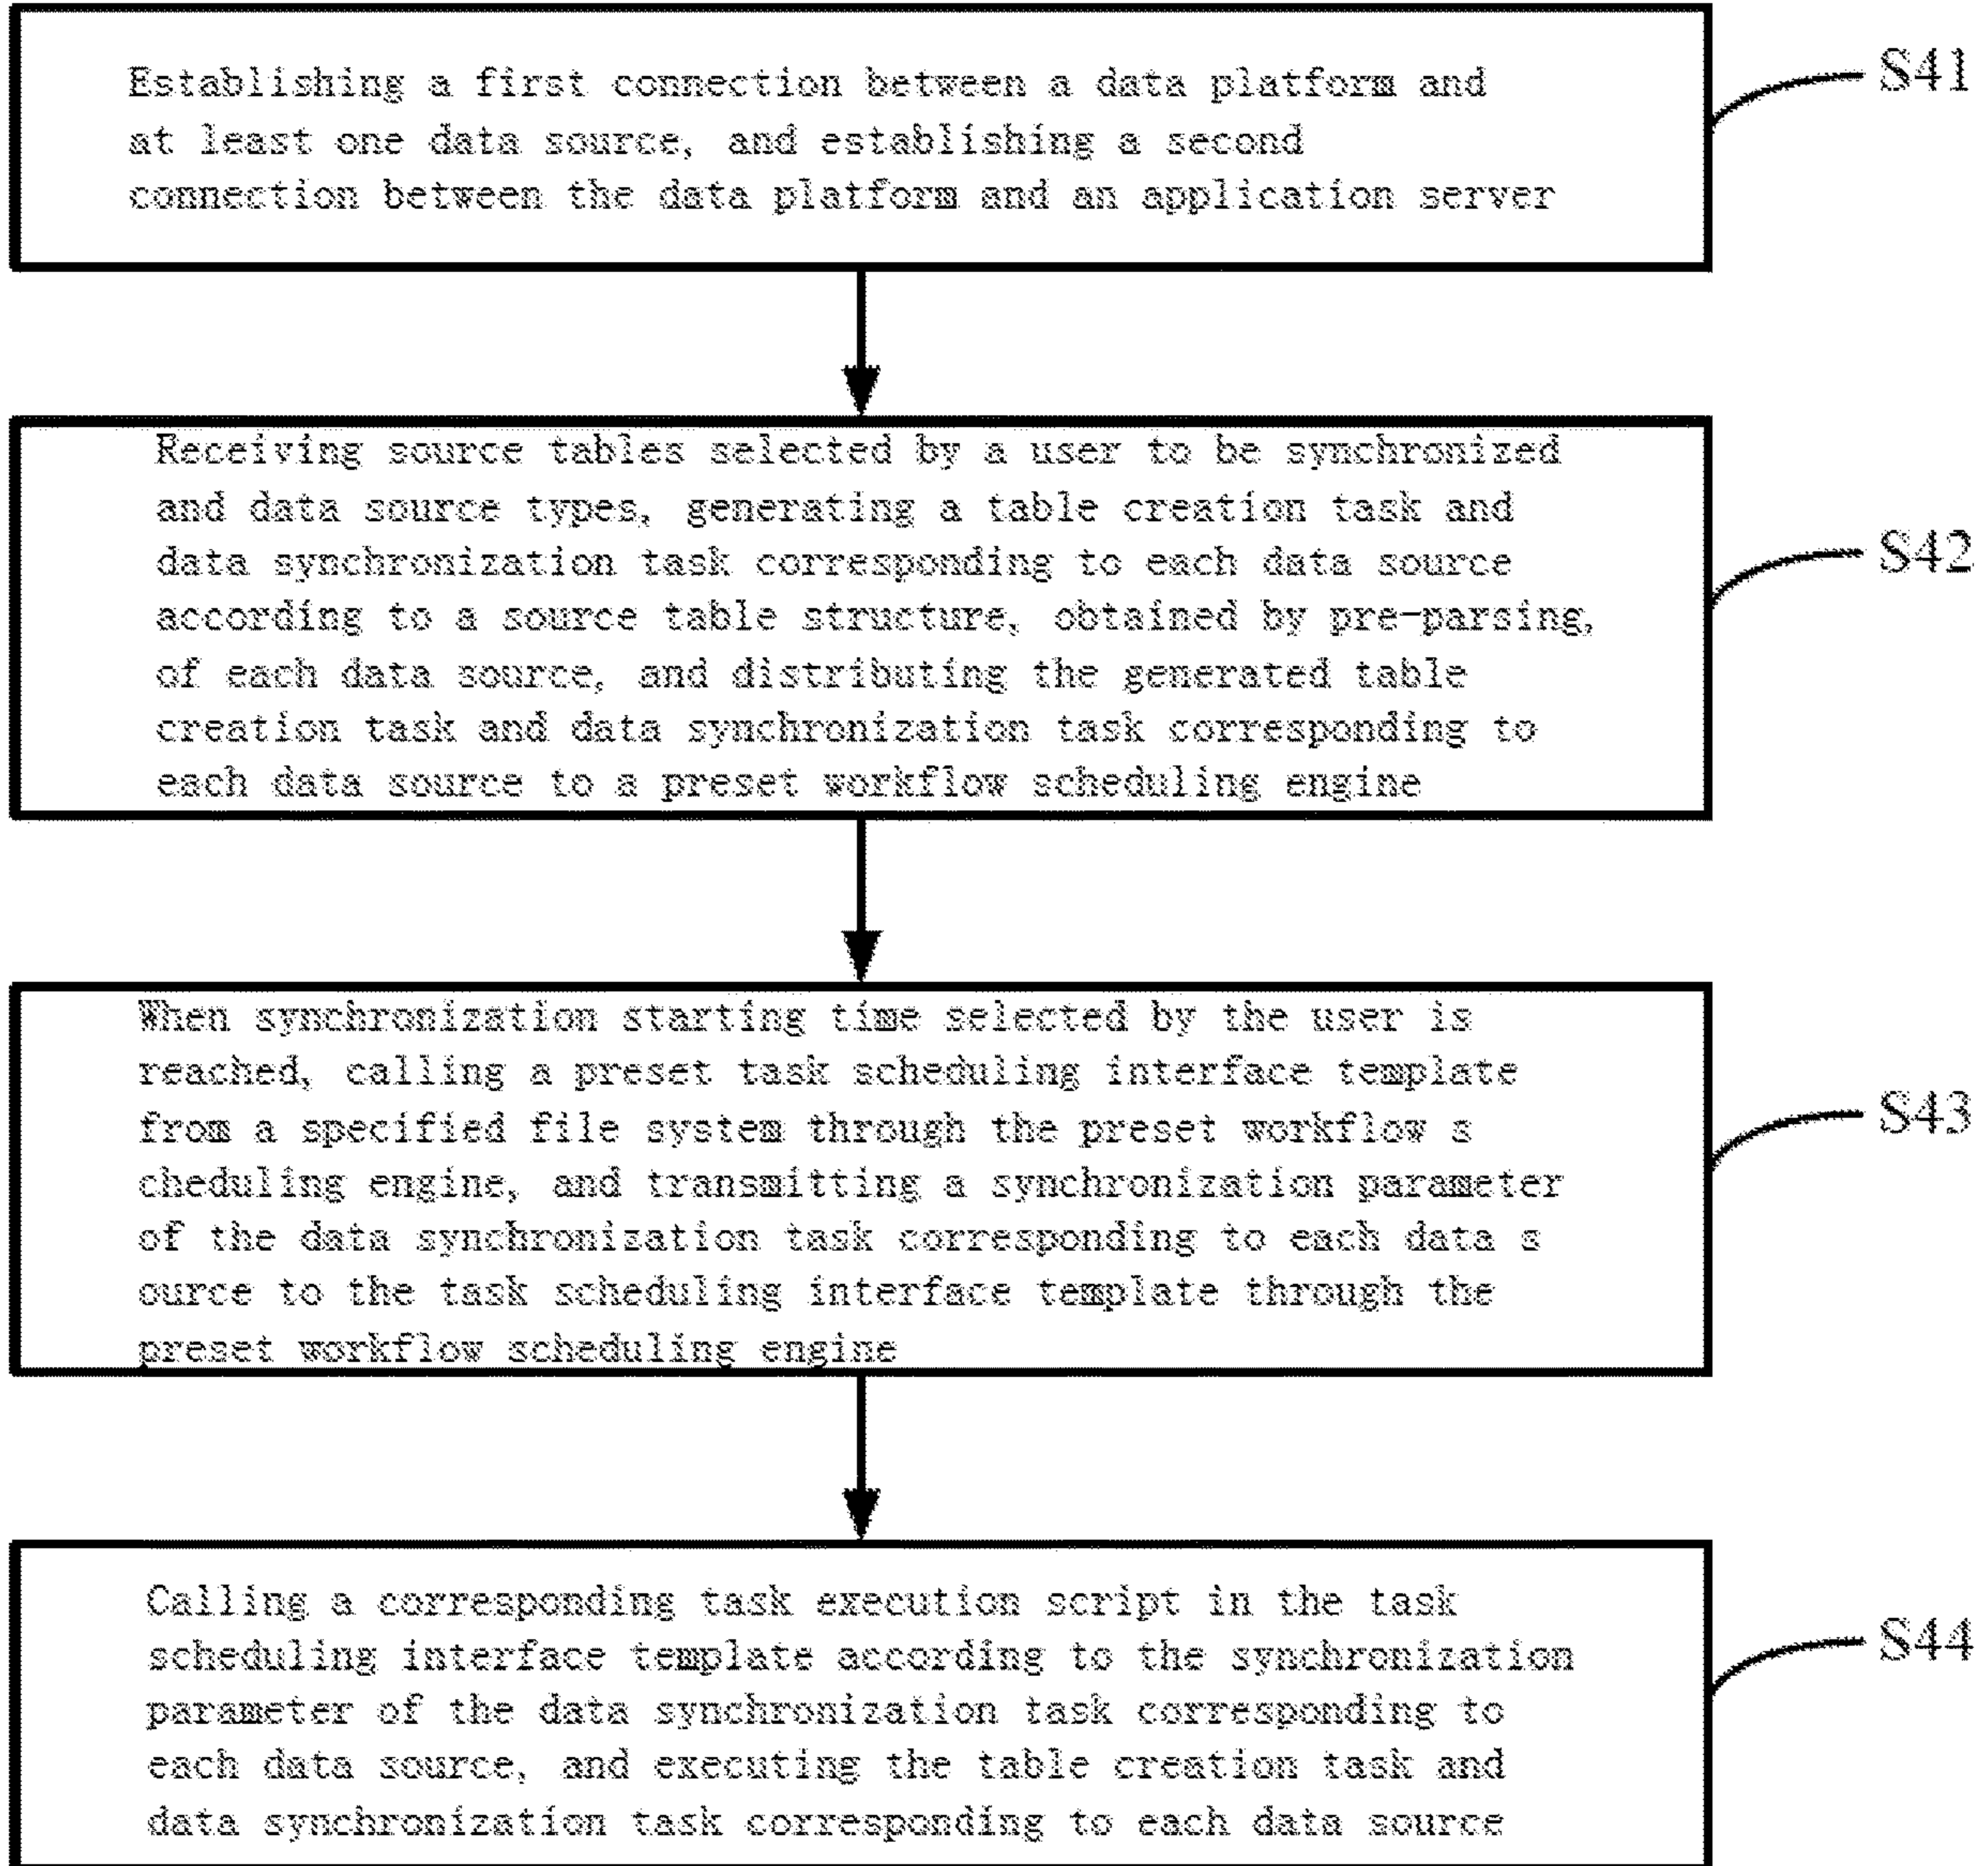 Establishing a first connection between a data platform and
at least one data source, and establishing a second
connection between the data platform and an application server
S41
Receiving source tables selected by a user to be synchronized
and data source types, generating a table creation task and
data synchronization task corresponding to each data source
according to a source table structure, obtained by pre-parsing,
of each data source, and distributing the generated table
creation task and data synchronization task corresponding to
each data source to a preset workflow scheduling engine
S42
When synchronization starting time selected by the user is
reached, calling a preset task scheduling interface template
from a specified file system through the preset workflow s
cheduling engine, and transmitting a synchronization parameter
of the data synchronization task corresponding to each data s
ource to the task scheduling interface template through the
preset workflow scheduling engine
S43
Calling a corresponding task execution script in the task
scheduling interface template according to the synchronization
parameter of the data synchronization task corresponding to
each data source, and executing the table creation task and
data synchronization task corresponding to each data source
S44